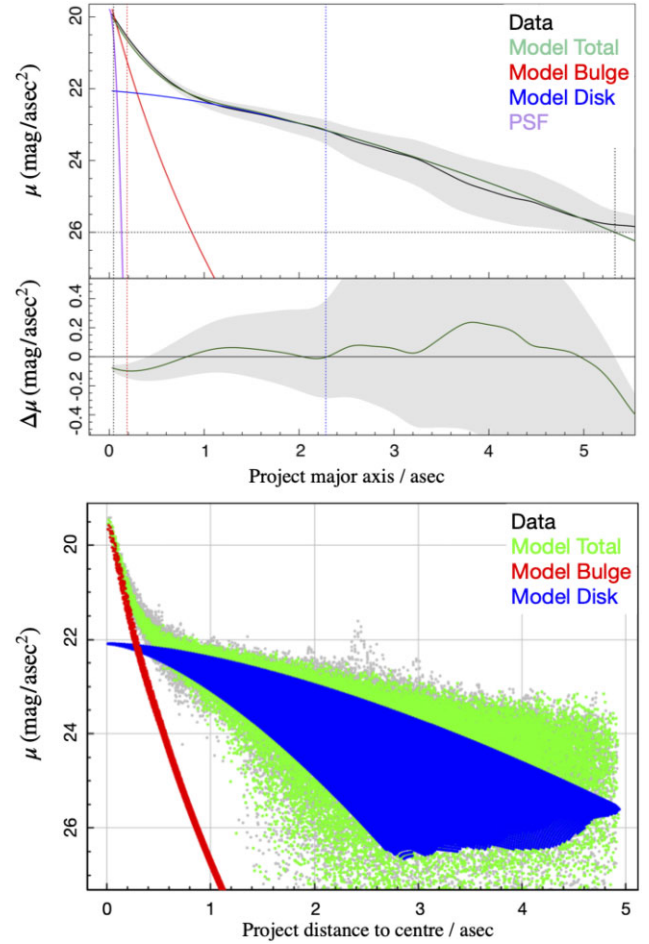 μ (mag/asec²)
20
22
24
26
Data
Model Total
Model Bulge
Model Disk
PSF
Δμ (mag/asec²)
0.4
0.2
0
-0.2
-0.4
0 1 2 3 4 5
Project major axis / asec
μ (mag/asec²)
20
22
24
26
Data
Model Total
Model Bulge
Model Disk
0 1 2 3 4 5
Project distance to centre / asec